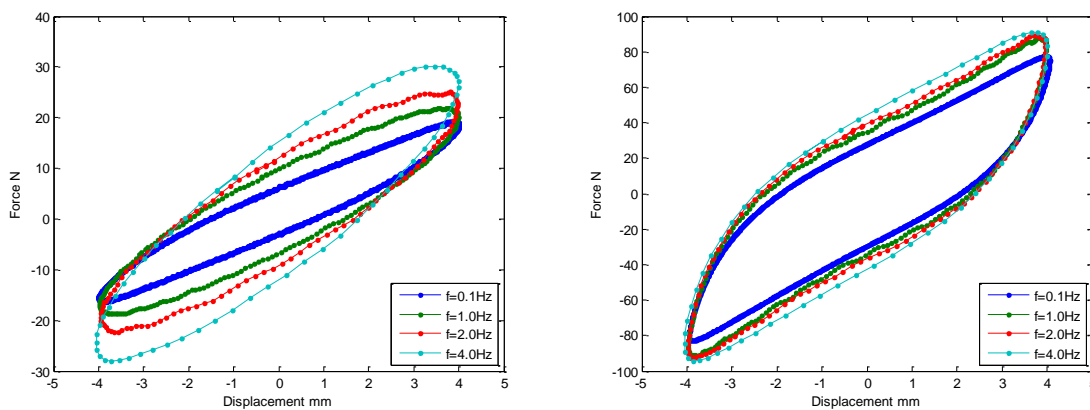 40
30
20
10
0
-10
-20
-30
Force N
-5 -4 -3 -2 -1 0 1 2 3 4 5
Displacement mm
f=0.1Hz
f=1.0Hz
f=2.0Hz
f=4.0Hz
100
80
60
40
20
0
-20
-40
-60
-80
-100
Force N
-5 -4 -3 -2 -1 0 1 2 3 4 5
Displacement mm
f=0.1Hz
f=1.0Hz
f=2.0Hz
f=4.0Hz